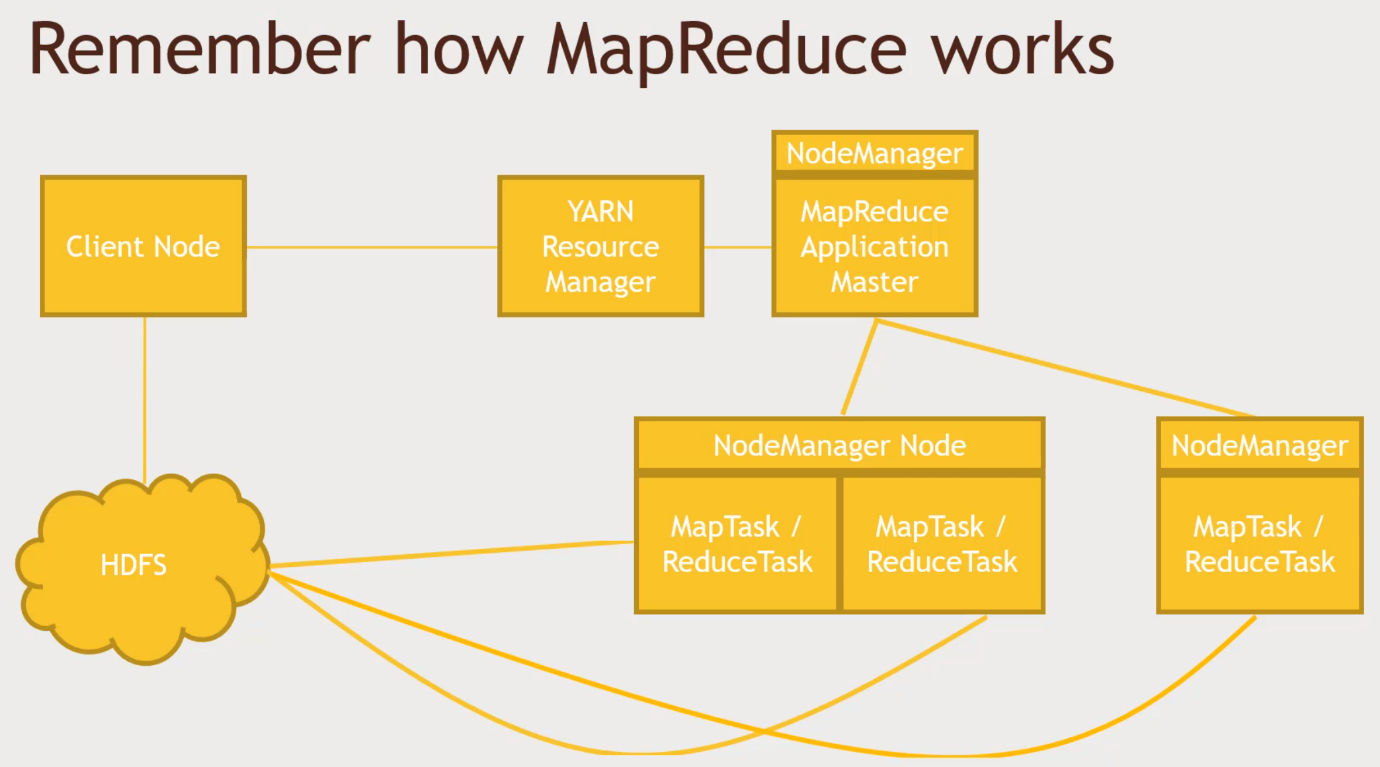 Remember how MapReduce works
NodeManager
Client Node
YARN
Resource
Manager
MapReduce
Application
Master
NodeManager Node
NodeManager
MapTask /
ReduceTask
MapTask /
ReduceTask
MapTask /
ReduceTask
HDFS